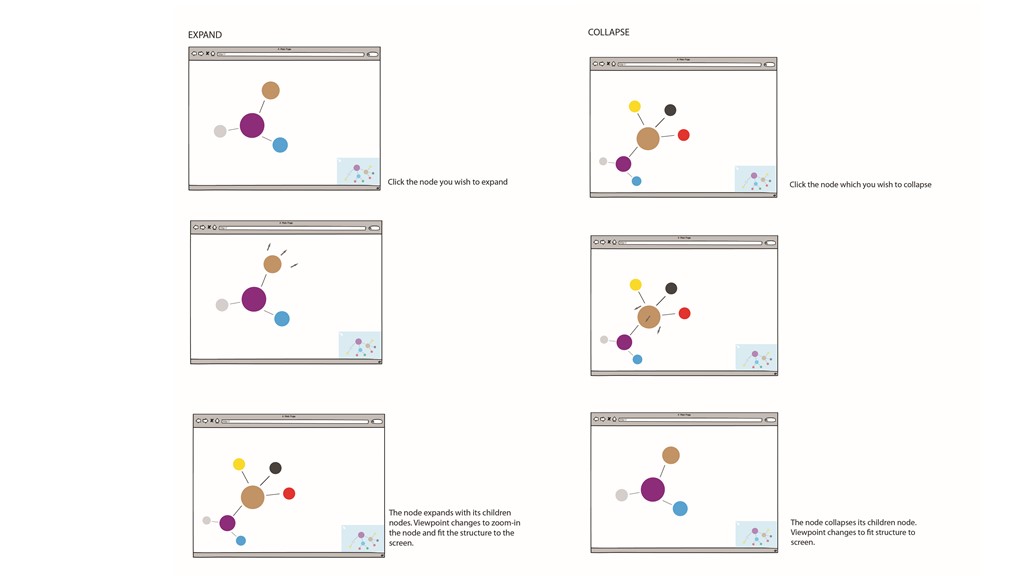 EXPAND
Click the node you wish to expand
The node expands with its children
nodes. Viewpoint changes to zoom-in
the node and fit the structure to the
screen.
COLLAPSE
Click the node which you wish to collapse
The node collapses its children node.
Viewpoint changes to fit structure to
screen.